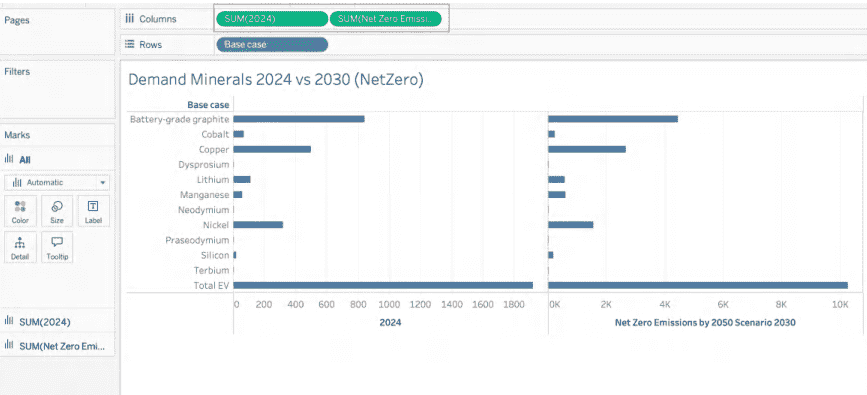 Pages
Columns
SUM(2024)
SUM(Net Zero Emissi..
Rows
Base case
Filters
Demand Minerals 2024 vs 2030 (NetZero)
Base case
Battery-grade graphite
Cobalt
Copper
Dysprosium
Lithium
Manganese
Neodymium
Nickel
Praseodymium
Silicon
Terbium
Total EV
0 200 400 600 800 1000 1200 1400 1600 1800
0K 2K 4K 6K 8K 10K
2024
Net Zero Emissions by 2050 Scenario 2030
Marks
All
Automatic
Color Size Label
Detail Tooltip
SUM(2024)
SUM(Net Zero Emi...